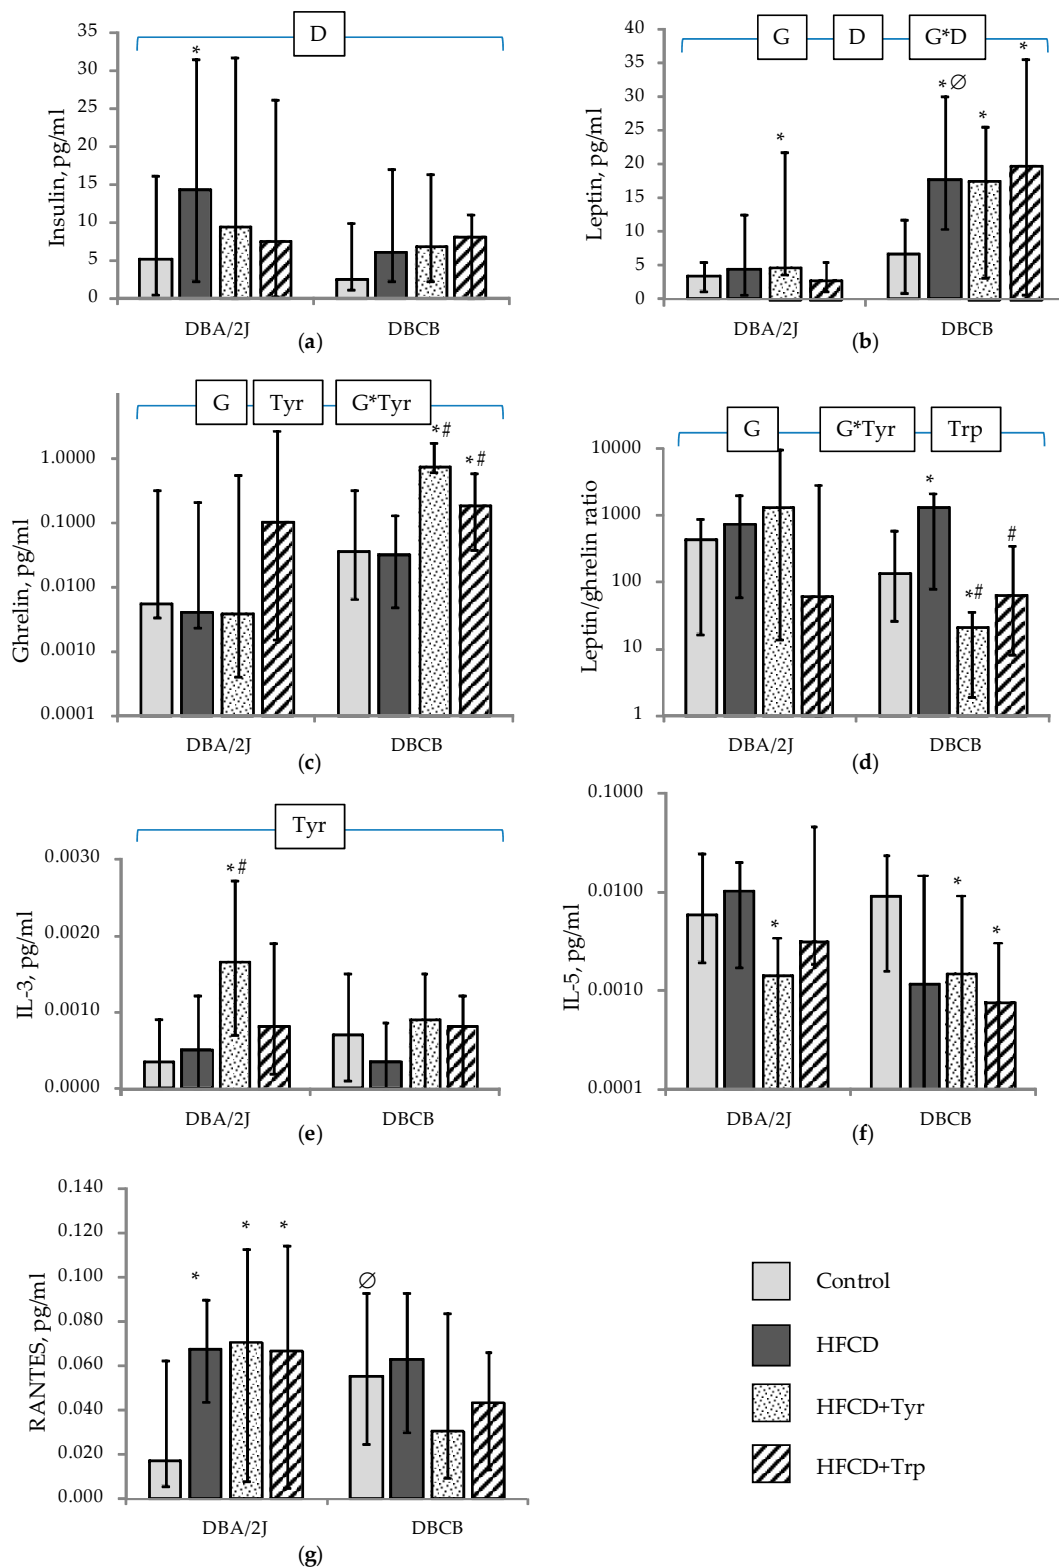 D
Insulin, pg/ml
35
30
25
20
15
10
5
0
*
DBA/2J DBCB
(a)
G D G*D
Leptin, pg/ml
40
35
30
25
20
15
10
5
0
* *∅ * *
DBA/2J DBCB
(b)
G Tyr G*Tyr
Ghrelin, pg/ml
1.0000
0.1000
0.0100
0.0010
0.0001
*# *#
DBA/2J DBCB
(c)
G G*Tyr Trp
Leptin/ghrelin ratio
10000
1000
100
10
1
* *# #
DBA/2J DBCB
(d)
Tyr
IL-3, pg/ml
0.0030
0.0020
0.0010
0.0000
*#
DBA/2J DBCB
(e)
IL-5, pg/ml
0.1000
0.0100
0.0010
0.0001
* * *
DBA/2J DBCB
(f)
RANTES, pg/ml
0.140
0.120
0.100
0.080
0.060
0.040
0.020
0.000
* * * ∅
DBA/2J DBCB
(g)
Control
HFCD
HFCD+Tyr
HFCD+Trp